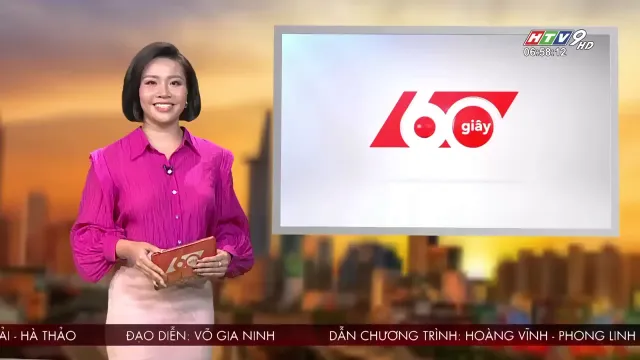 HTV9 HD
06:58:12
60 giây
60
ẢI - HÀ THẢO ĐẠO DIỄN: VÕ GIA NINH DẪN CHƯƠNG TRÌNH: HOÀNG VĨNH - PHONG LINH